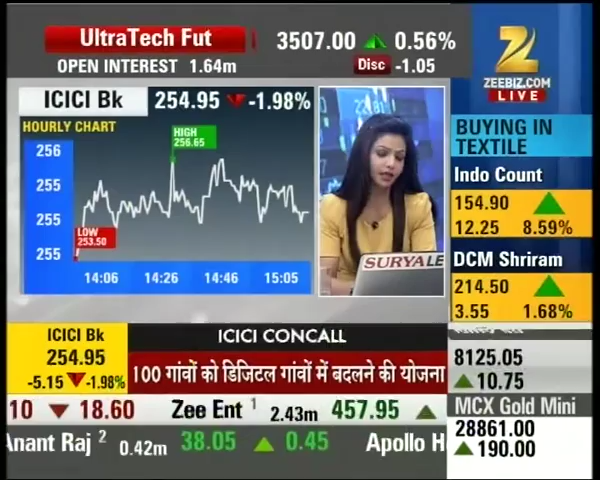 UltraTech Fut
3507.00 0.56%
OPEN INTEREST 1.64m
Disc -1.05
ZEEBIZ.COM
LIVE
ICICI Bk 254.95 -1.98%
HOURLY CHART
256
255
255
255
HIGH
256.65
LOW
253.50
14:06 14:26 14:46 15:05
SURYALE
BUYING IN
TEXTILE
Indo Count
154.90
12.25 8.59%
DCM Shriram
214.50
3.55 1.68%
8125.05
10.75
MCX Gold Mini
28861.00
190.00
ICICI Bk
254.95
-5.15 -1.98%
ICICI CONCALL
100 गांवों को डिजिटल गांवों में बदलने की योजना
10 18.60 Zee Ent 1 2.43m 457.95
Anant Raj 2 0.42m 38.05 0.45 Apollo H